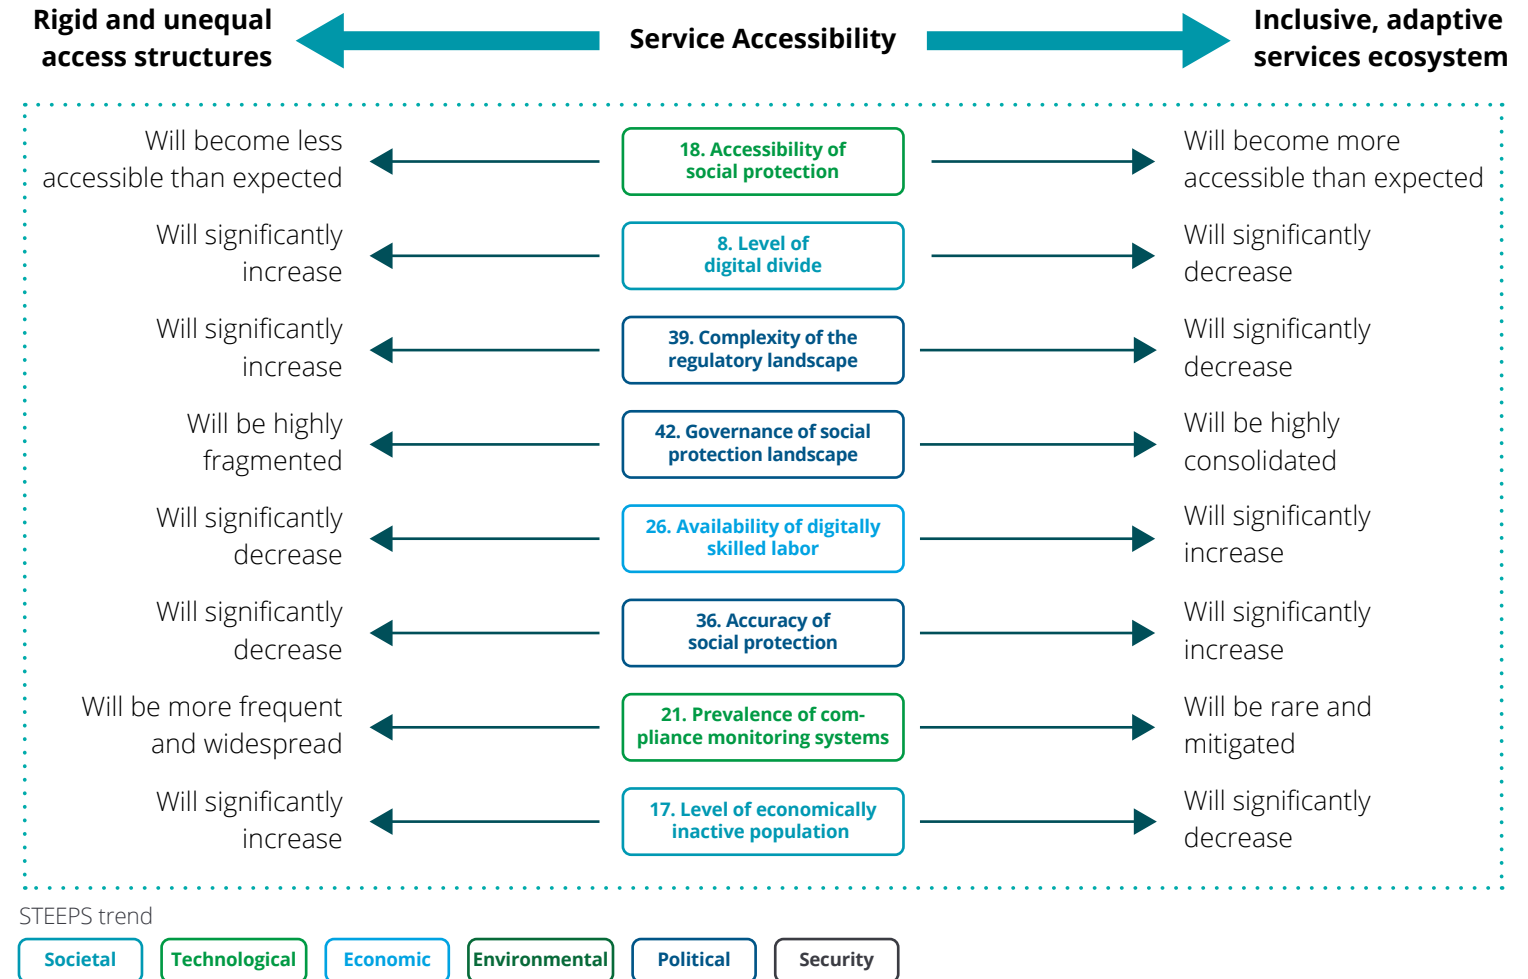 Rigid and unequal
access structures
Service Accessibility
Inclusive, adaptive
services ecosystem
Will become less
accessible than expected
18. Accessibility of
social protection
Will become more
accessible than expected
Will significantly
increase
8. Level of
digital divide
Will significantly
decrease
Will significantly
increase
39. Complexity of the
regulatory landscape
Will significantly
decrease
Will be highly
fragmented
42. Governance of social
protection landscape
Will be highly
consolidated
Will significantly
decrease
26. Availability of digitally
skilled labor
Will significantly
increase
Will significantly
decrease
36. Accuracy of
social protection
Will significantly
increase
Will be more frequent
and widespread
21. Prevalence of com-
pliance monitoring systems
Will be rare and
mitigated
Will significantly
increase
17. Level of economically
inactive population
Will significantly
decrease
STEEPS trend
Societal
Technological
Economic
Environmental
Political
Security